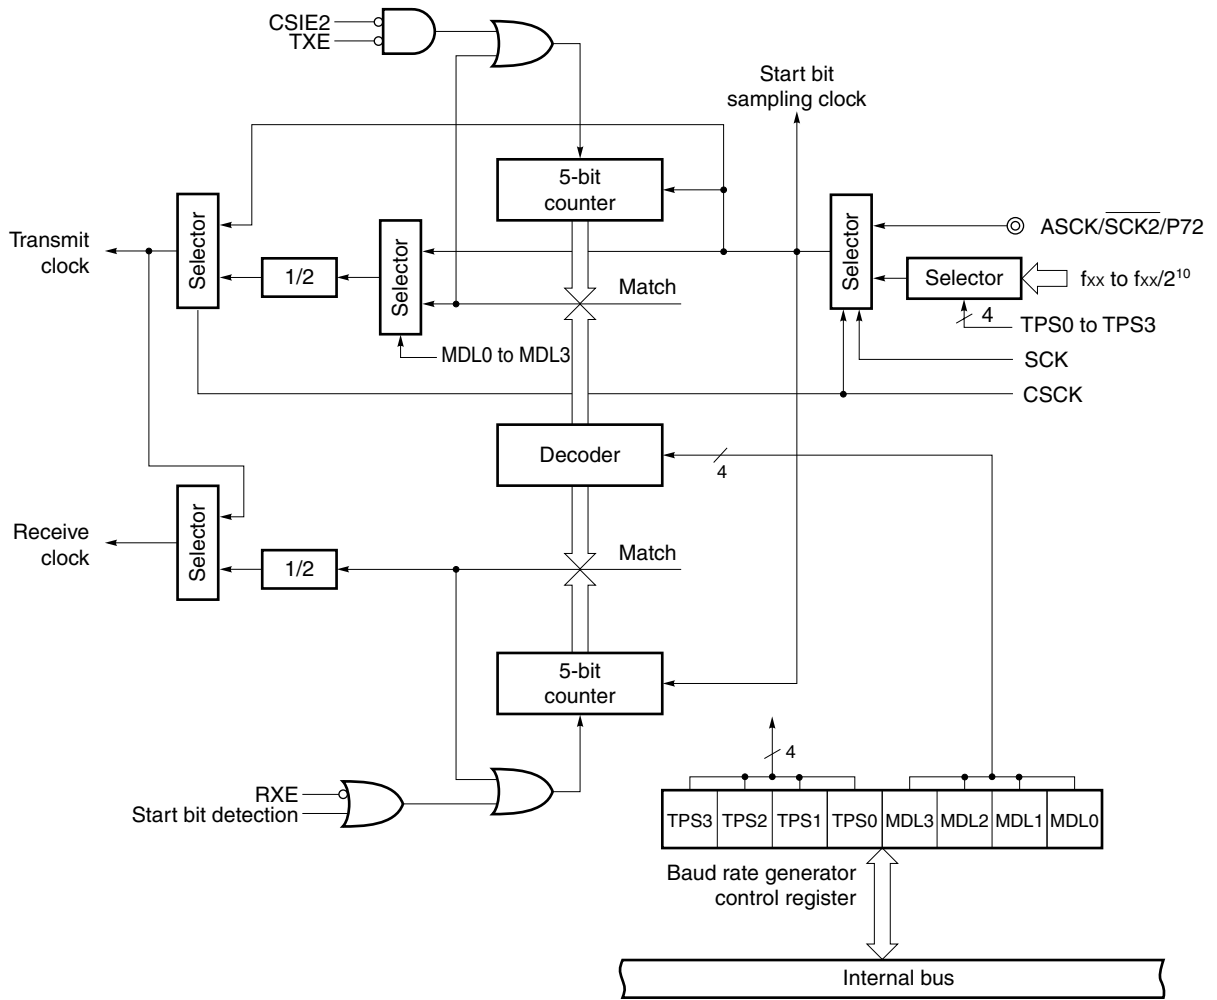 CSIE2
TXE
Start bit
sampling clock
5-bit
counter
Selector
Transmit
clock
1/2
Selector
Match
MDL0 to MDL3
Selector
ASCK/SCK2/P72
Selector
fxx to fxx/2¹⁰
4
TPS0 to TPS3
SCK
CSCK
Decoder
4
Receive
clock
Selector
1/2
Match
5-bit
counter
4
RXE
Start bit detection
TPS3 TPS2 TPS1 TPS0 MDL3 MDL2 MDL1 MDL0
Baud rate generator
control register
Internal bus